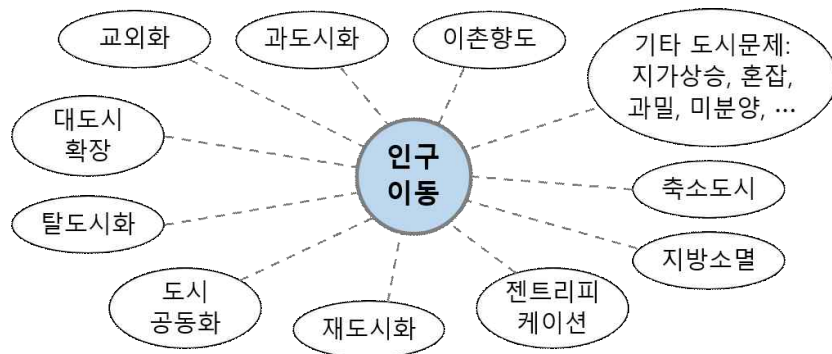 교외화
과도시화
이촌향도
기타 도시문제:
지가상승, 혼잡,
과밀, 미분양, …
대도시
확장
인구
이동
축소도시
탈도시화
지방소멸
도시
공동화
재도시화
젠트리피
케이션